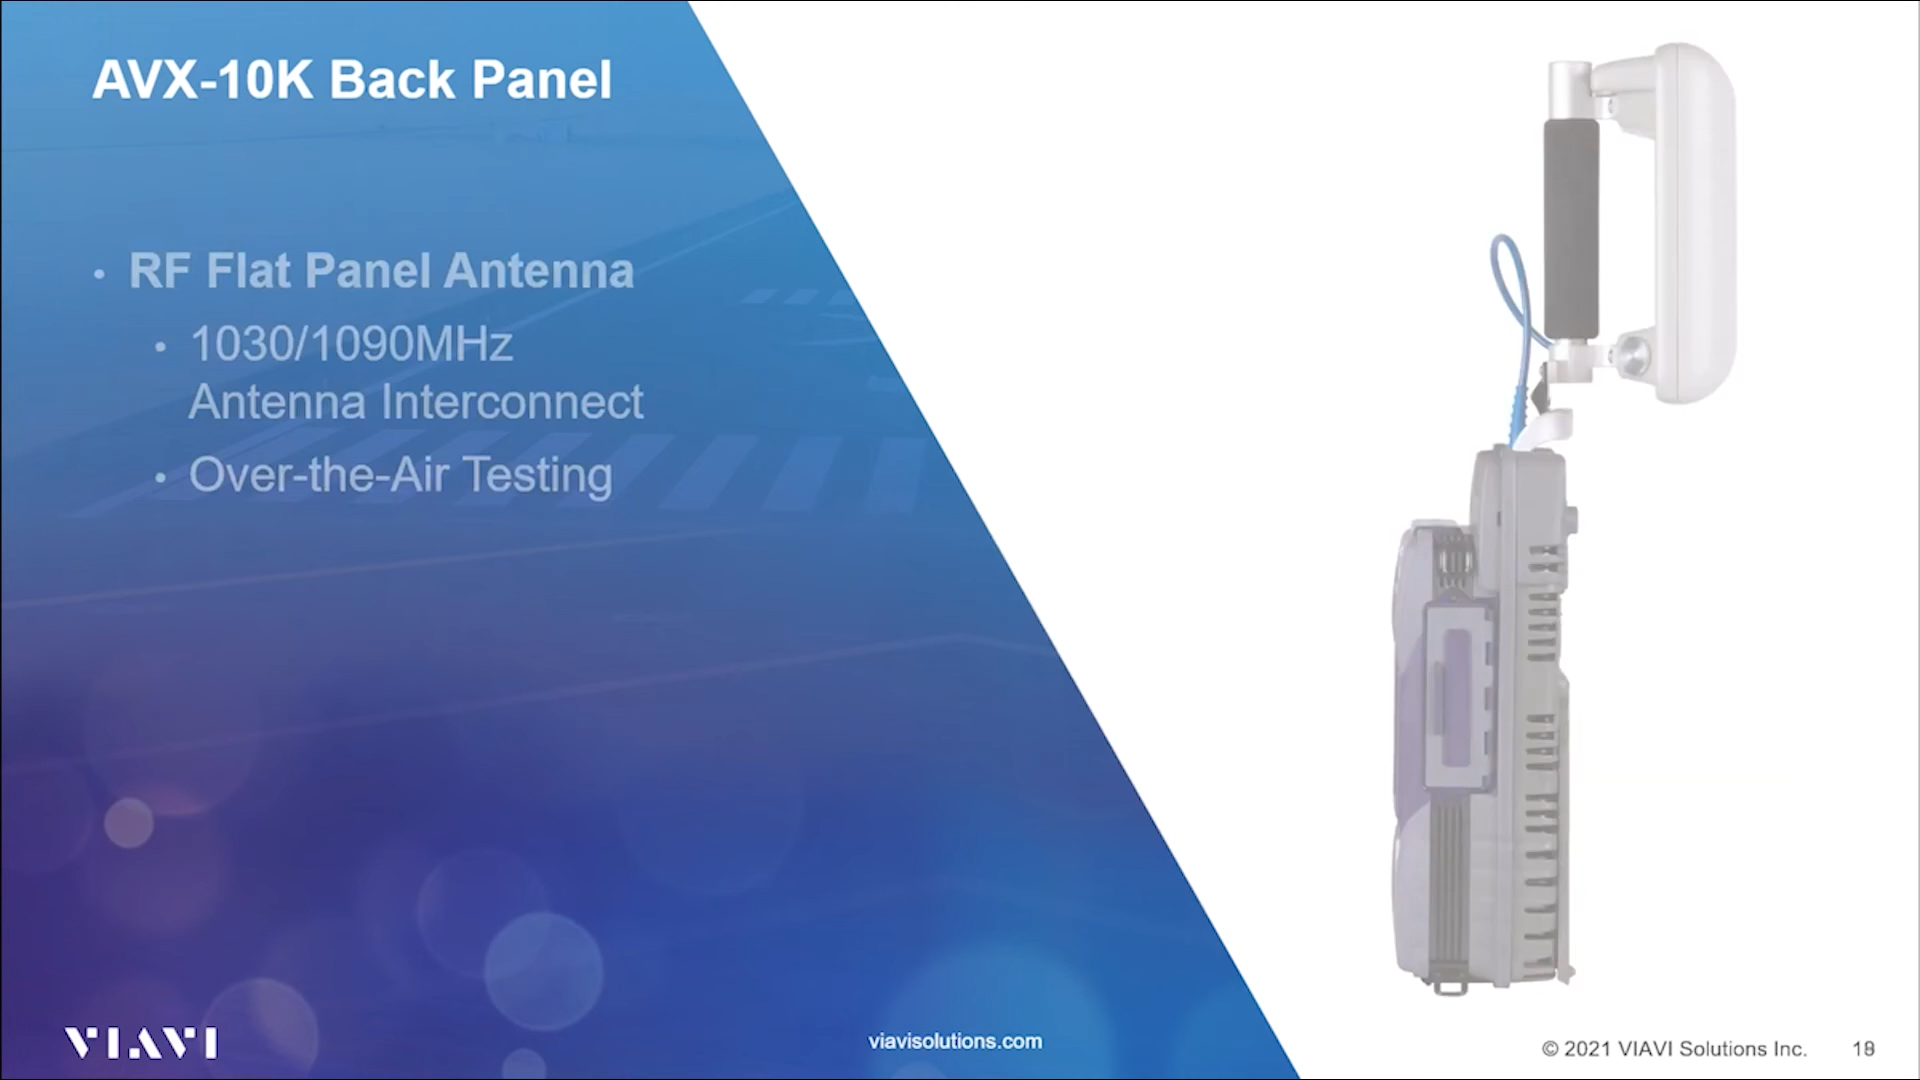 AVX-10K Back Panel
• RF Flat Panel Antenna
• 1030/1090MHz
Antenna Interconnect
• Over-the-Air Testing
VIAVI
viavisolutions.com
© 2021 VIAVI Solutions Inc.